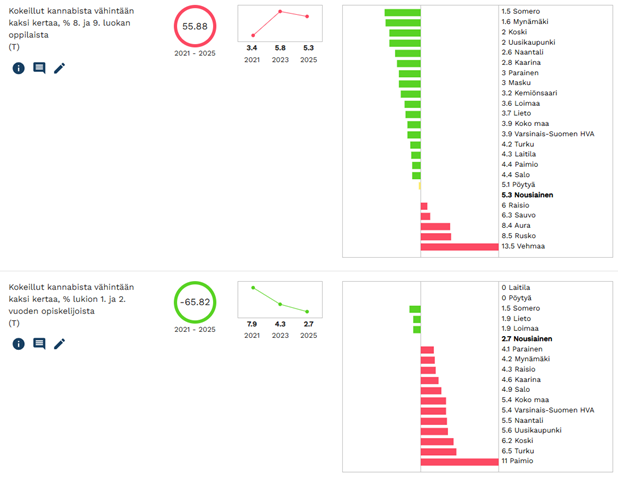 Kokeillut kannabista vähintään
kaksi kertaa, % 8. ja 9. luokan
oppilaista
(T)
55.88
2021 - 2025
3.4 5.8 5.3
2021 2023 2025
1.5 Somero
1.6 Mynämäki
2 Koski
2 Uusikaupunki
2.6 Naantali
2.8 Kaarina
3 Parainen
3 Masku
3.2 Kemiönsaari
3.6 Loimaa
3.7 Lieto
3.9 Koko maa
3.9 Varsinais-Suomen HVA
4.2 Turku
4.3 Laitila
4.4 Paimio
4.4 Salo
5.1 Pöytyä
5.3 Nousiainen
6 Raisio
6.3 Sauvo
8.4 Aura
8.5 Rusko
13.5 Vehmaa
Kokeillut kannabista vähintään
kaksi kertaa, % lukion 1. ja 2.
vuoden opiskelijoista
(T)
-65.82
2021 - 2025
7.9 4.3 2.7
2021 2023 2025
0 Laitila
0 Pöytyä
1.5 Somero
1.9 Lieto
1.9 Loimaa
2.7 Nousiainen
4.1 Parainen
4.2 Mynämäki
4.3 Raisio
4.6 Kaarina
4.9 Salo
5.4 Koko maa
5.4 Varsinais-Suomen HVA
5.5 Naantali
5.6 Uusikaupunki
6.2 Koski
6.5 Turku
11 Paimio